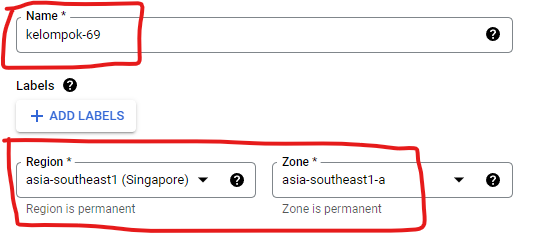 Name *
kelompok-69
Labels
+ ADD LABELS
Region * Zone *
asia-southeast1 (Singapore) asia-southeast1-a
Region is permanent Zone is permanent